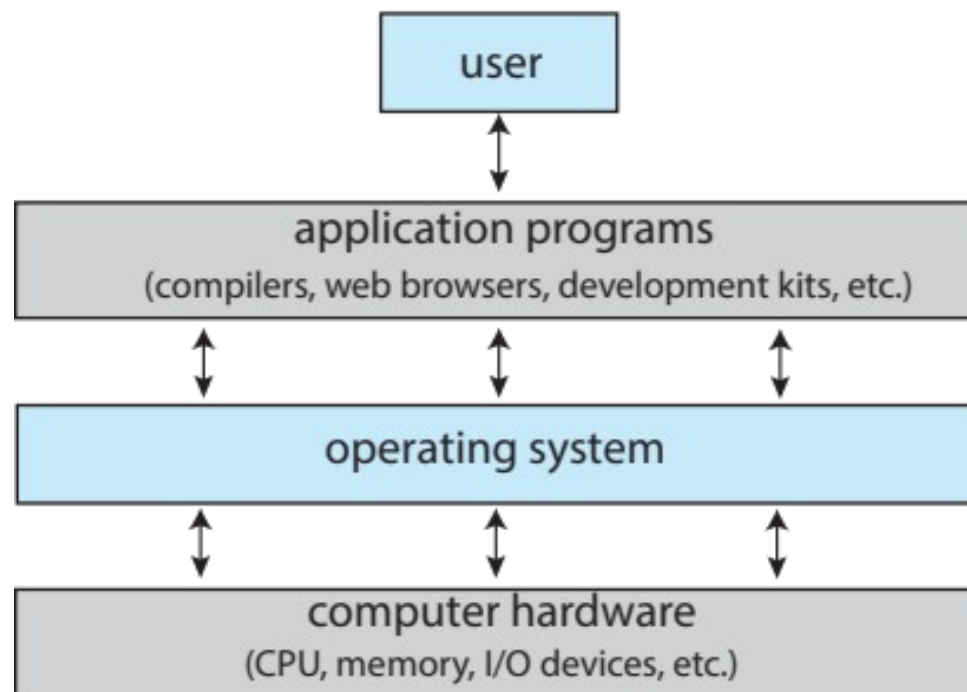 user
application programs
(compilers, web browsers, development kits, etc.)
operating system
computer hardware
(CPU, memory, I/O devices, etc.)